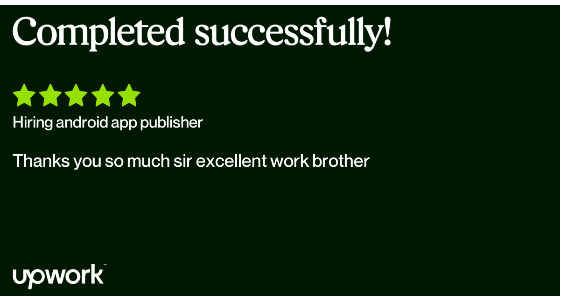 Completed successfully!
Hiring android app publisher
Thanks you so much sir excellent work brother
upwork